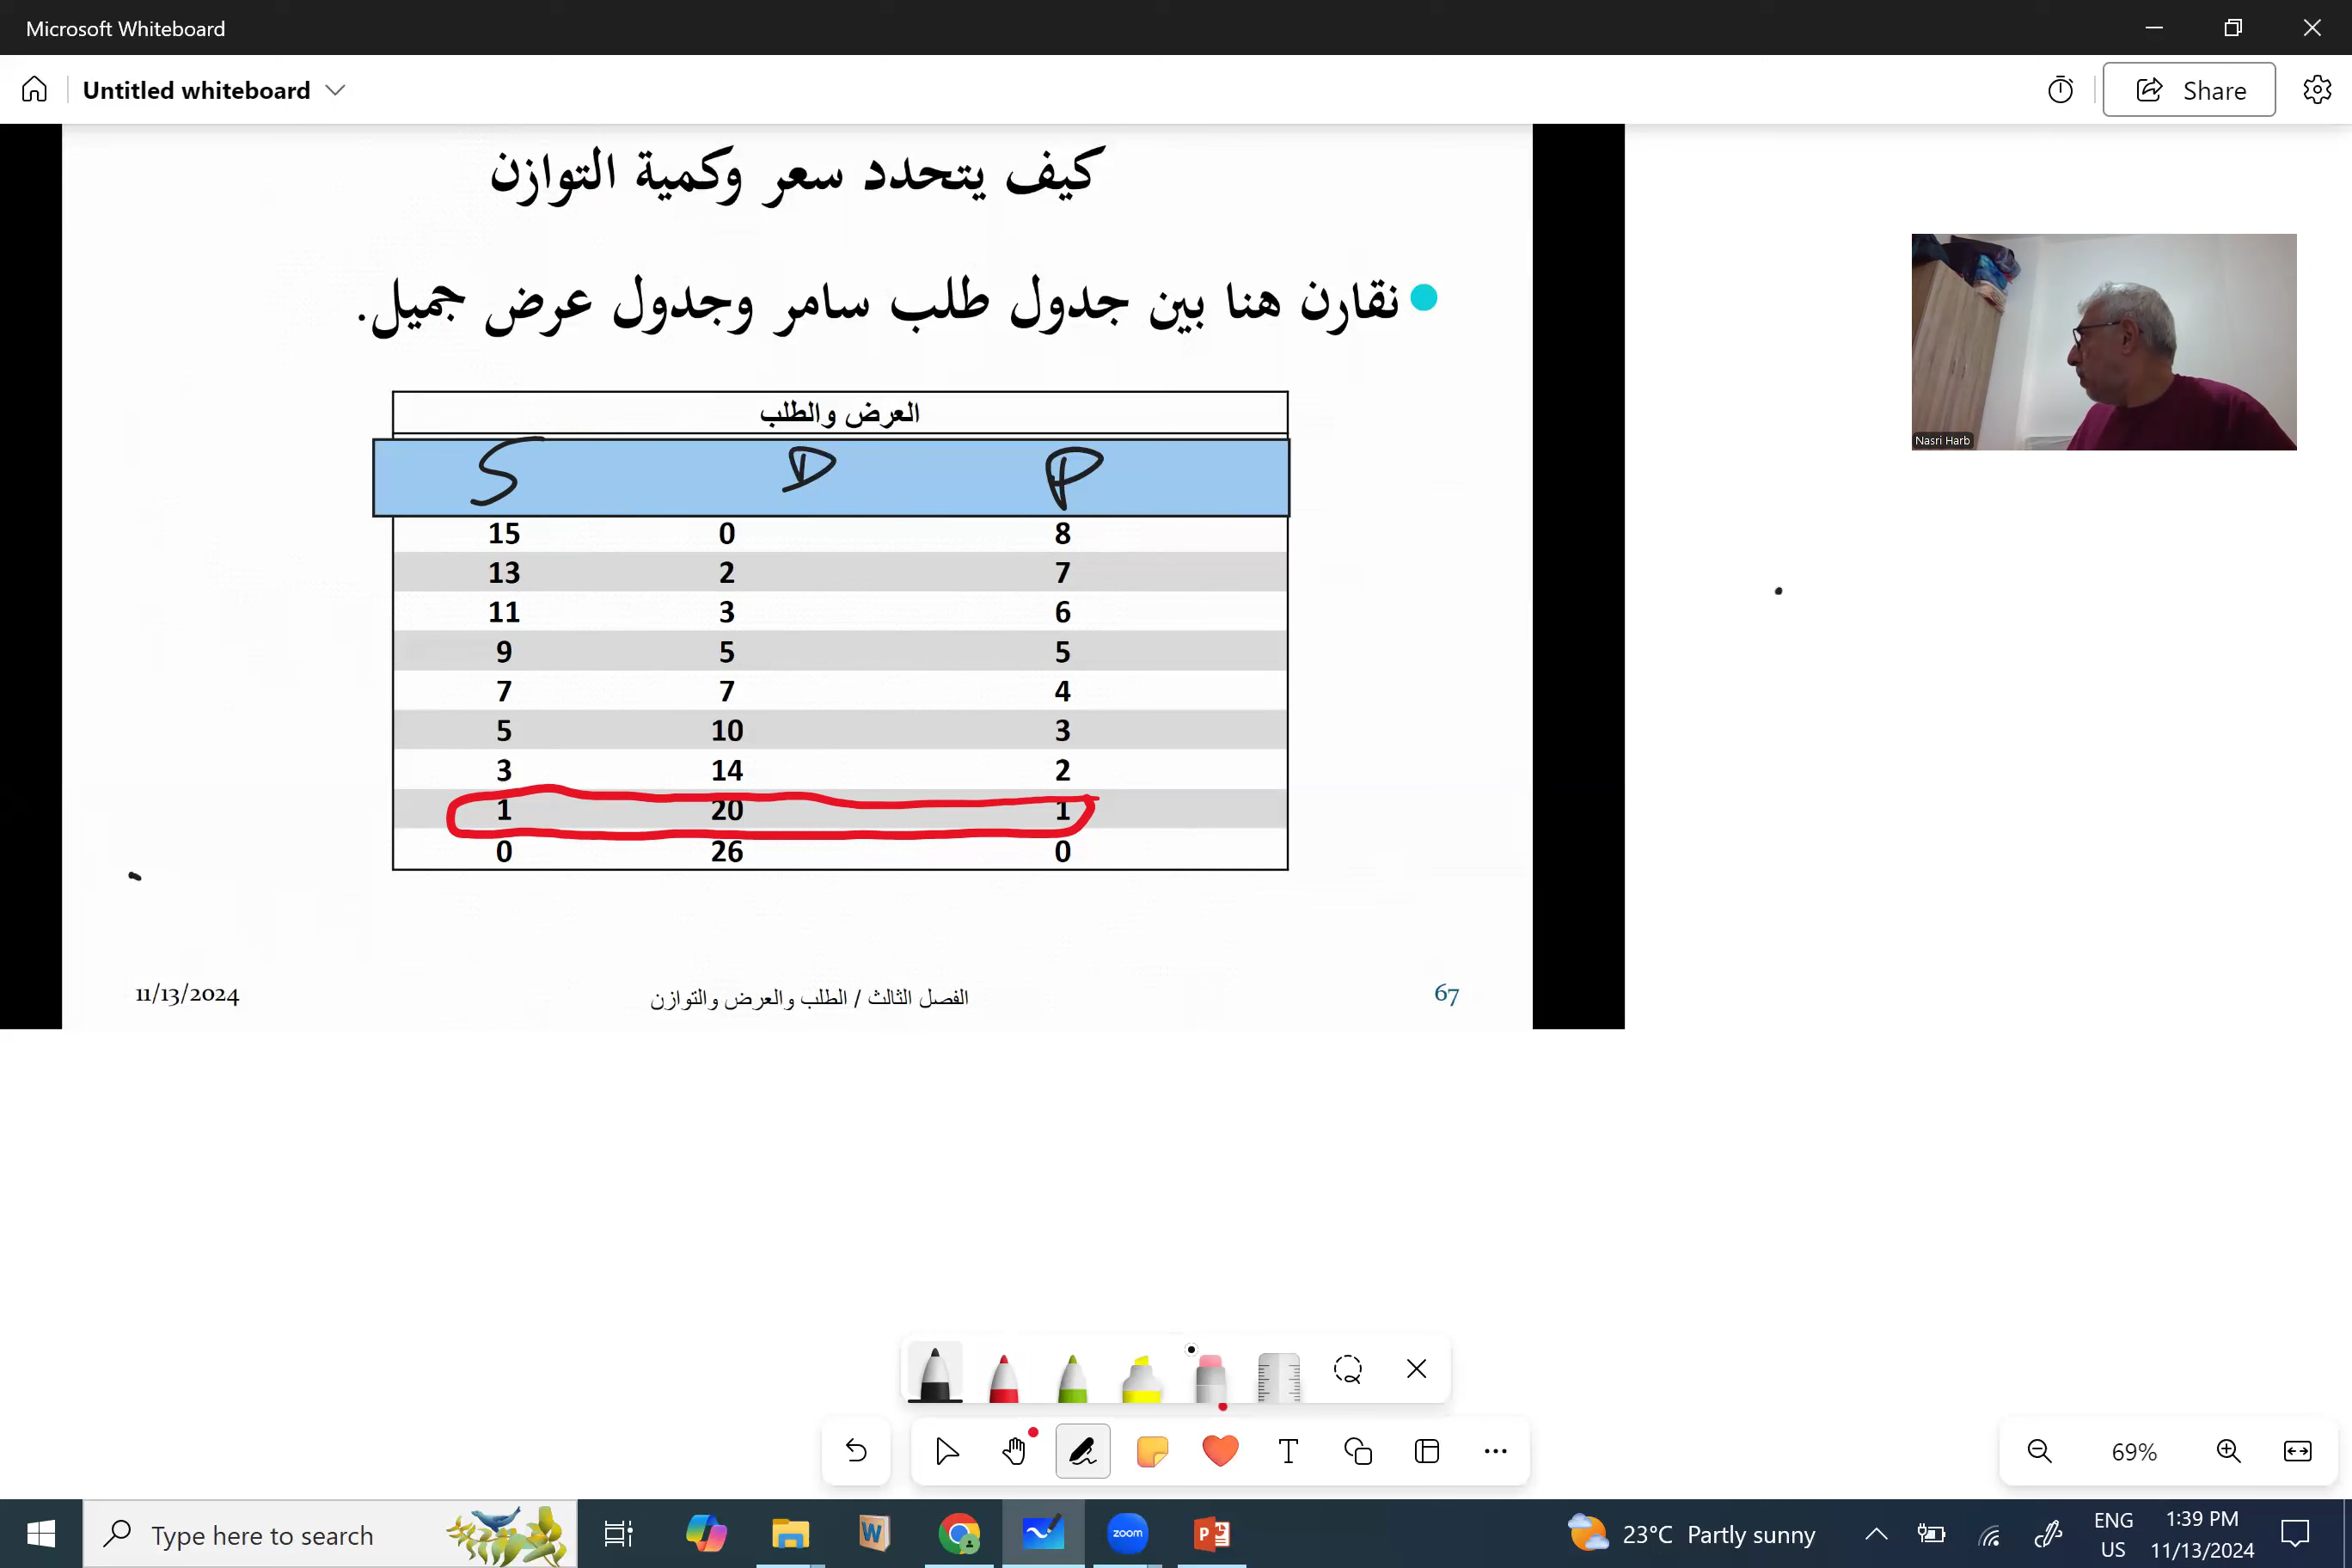 Microsoft Whiteboard
Untitled whiteboard
Share
كيف يتحدد سعر وكمية التوازن
نقارن هنا بين جدول طلب سامر وجدول عرض جميل.
Nasri Harb
العرض والطلب
S D P
15 0 8
13 2 7
11 3 6
9 5 5
7 7 4
5 10 3
3 14 2
1 20 1
0 26 0
11/13/2024
الفصل الثالث / الطلب والعرض والتوازن
67
69%
Type here to search
W
zoom
P
23°C Partly sunny
ENG
US
1:39 PM
11/13/2024